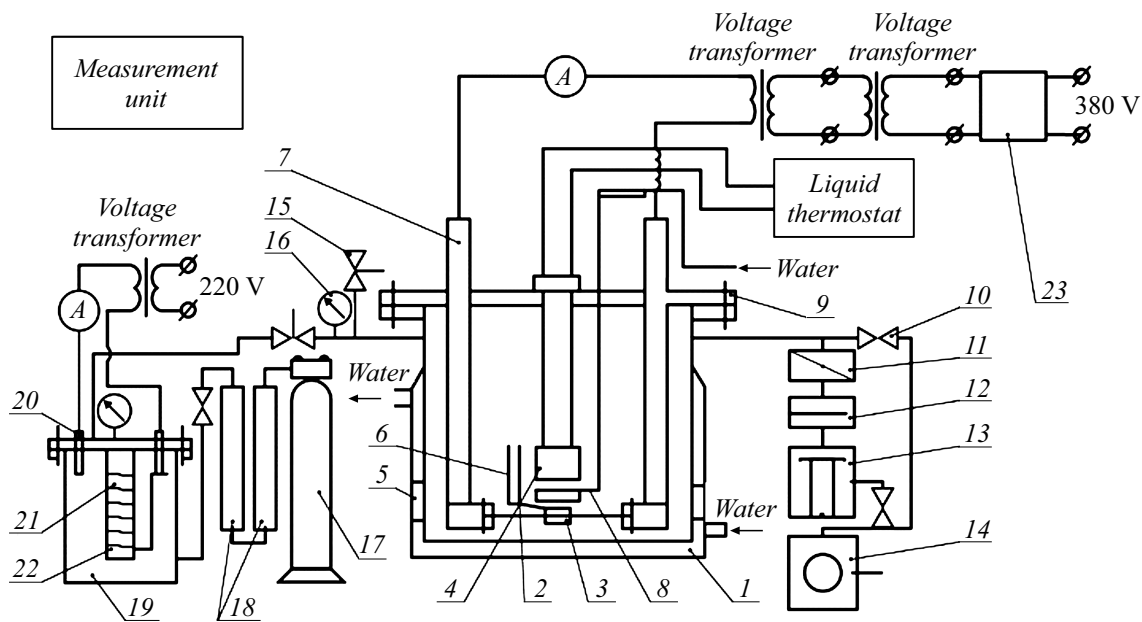 Voltage
transformer
Voltage
transformer
Measurement
unit
A
380 V
7
Liquid
thermostat
15
Voltage
transformer
16
Water
23
220 V
A
9
10
11
Water
12
20
6
13
5
21
Water
22
17
14
19
18
4
2
3
8
1